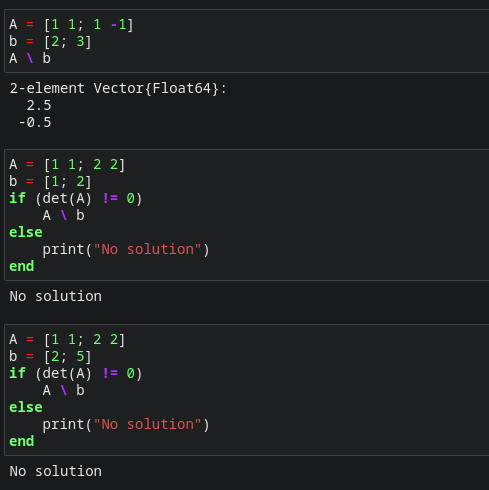 A = [1 1; 1 -1]
b = [2; 3]
A \ b
2-element Vector{Float64}:
  2.5
 -0.5
A = [1 1; 2 2]
b = [1; 2]
if (det(A) != 0)
    A \ b
else
    print("No solution")
end
No solution
A = [1 1; 2 2]
b = [2; 5]
if (det(A) != 0)
    A \ b
else
    print("No solution")
end
No solution